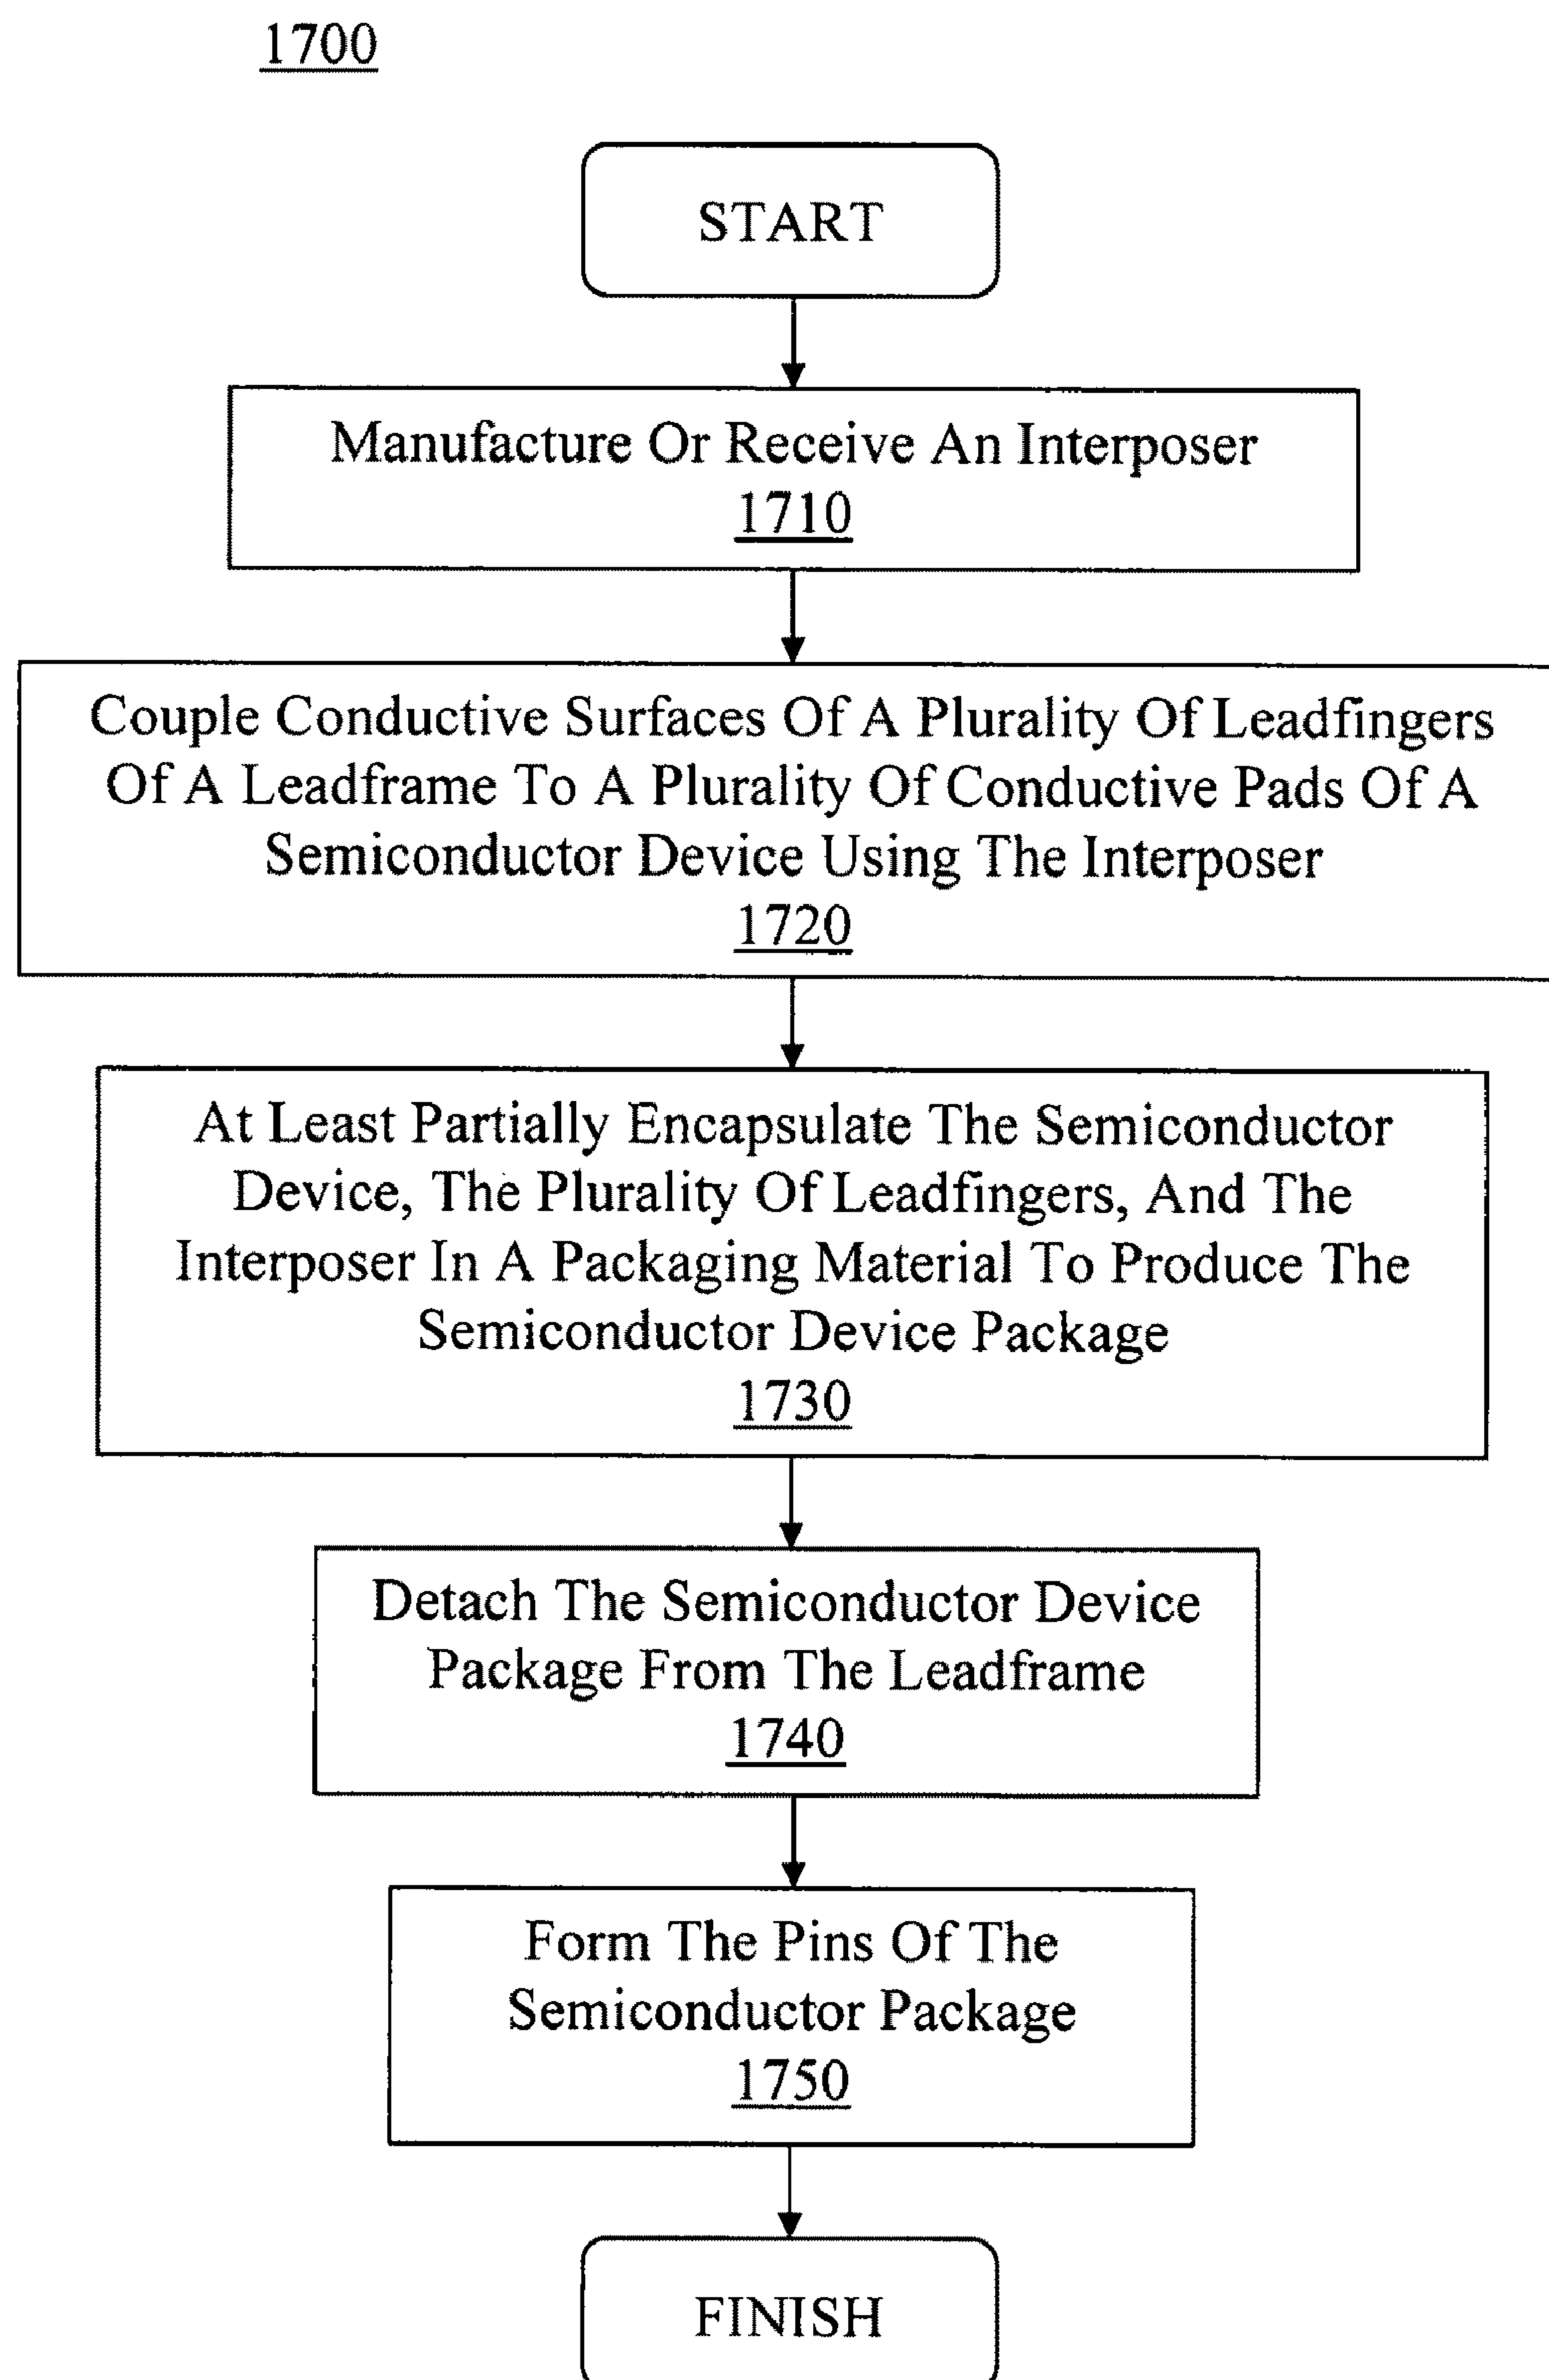 1700
START
Manufacture Or Receive An Interposer
1710
Couple Conductive Surfaces Of A Plurality Of Leadfingers
Of A Leadframe To A Plurality Of Conductive Pads Of A
Semiconductor Device Using The Interposer
1720
At Least Partially Encapsulate The Semiconductor
Device, The Plurality Of Leadfingers, And The
Interposer In A Packaging Material To Produce The
Semiconductor Device Package
1730
Detach The Semiconductor Device
Package From The Leadframe
1740
Form The Pins Of The
Semiconductor Package
1750
FINISH